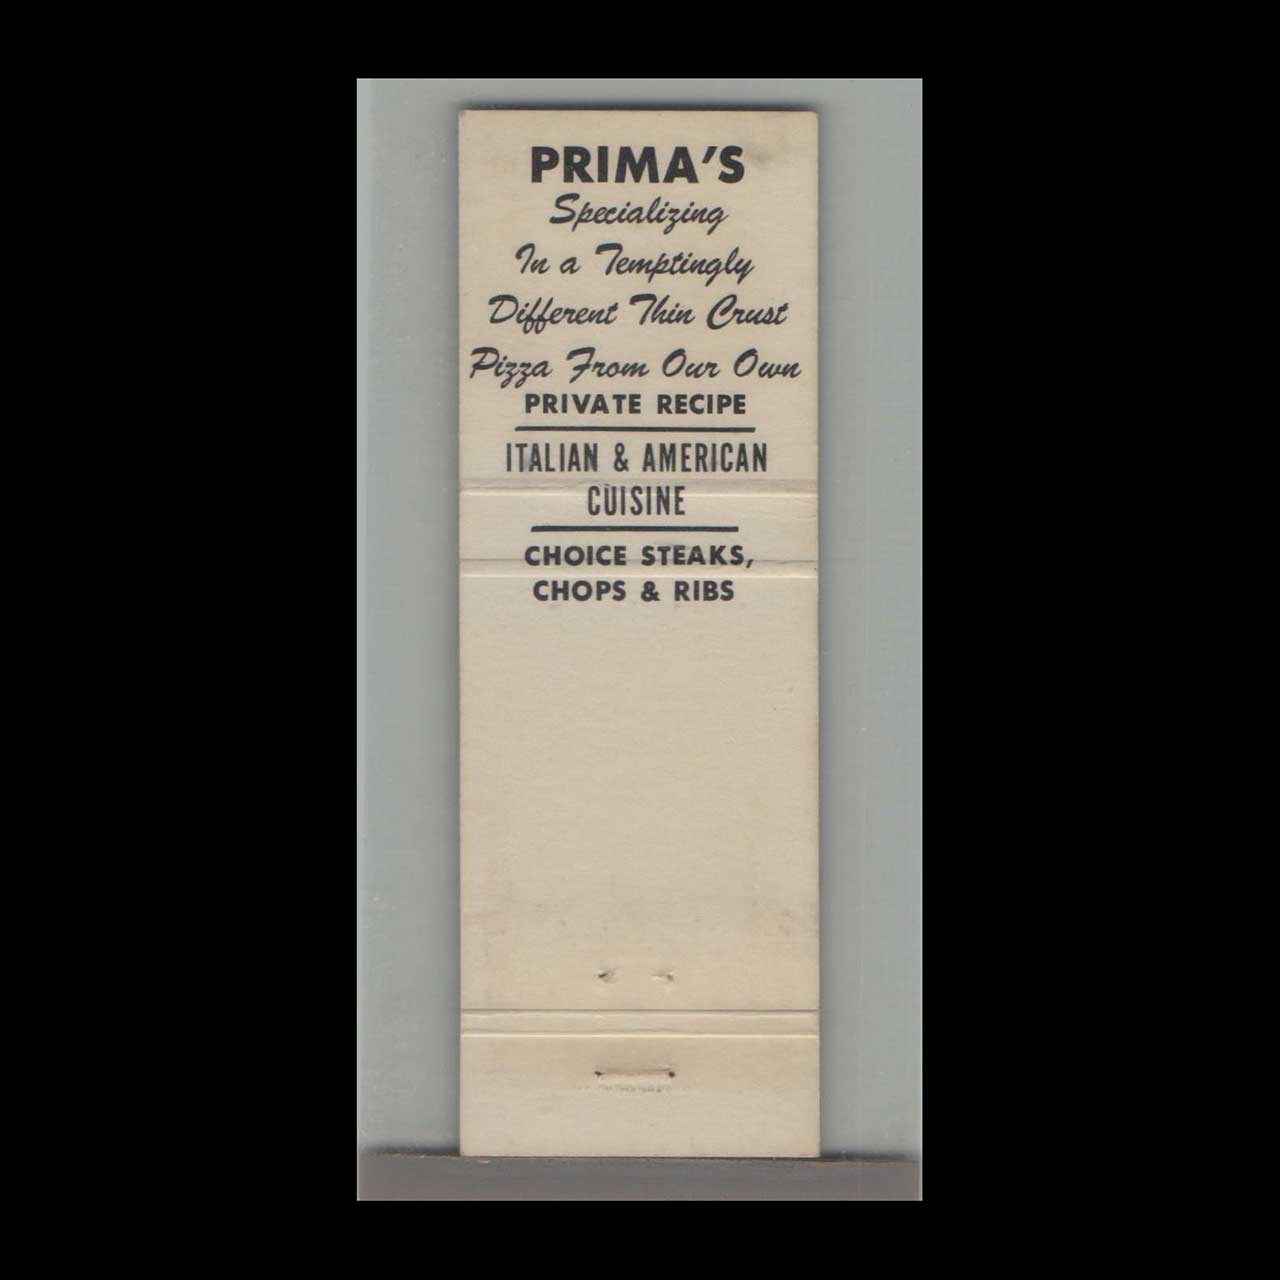 PRIMA'S
Specializing
In a Temptingly
Different Thin Crust
Pizza From Our Own
PRIVATE RECIPE
ITALIAN & AMERICAN
CUISINE
CHOICE STEAKS,
CHOPS & RIBS